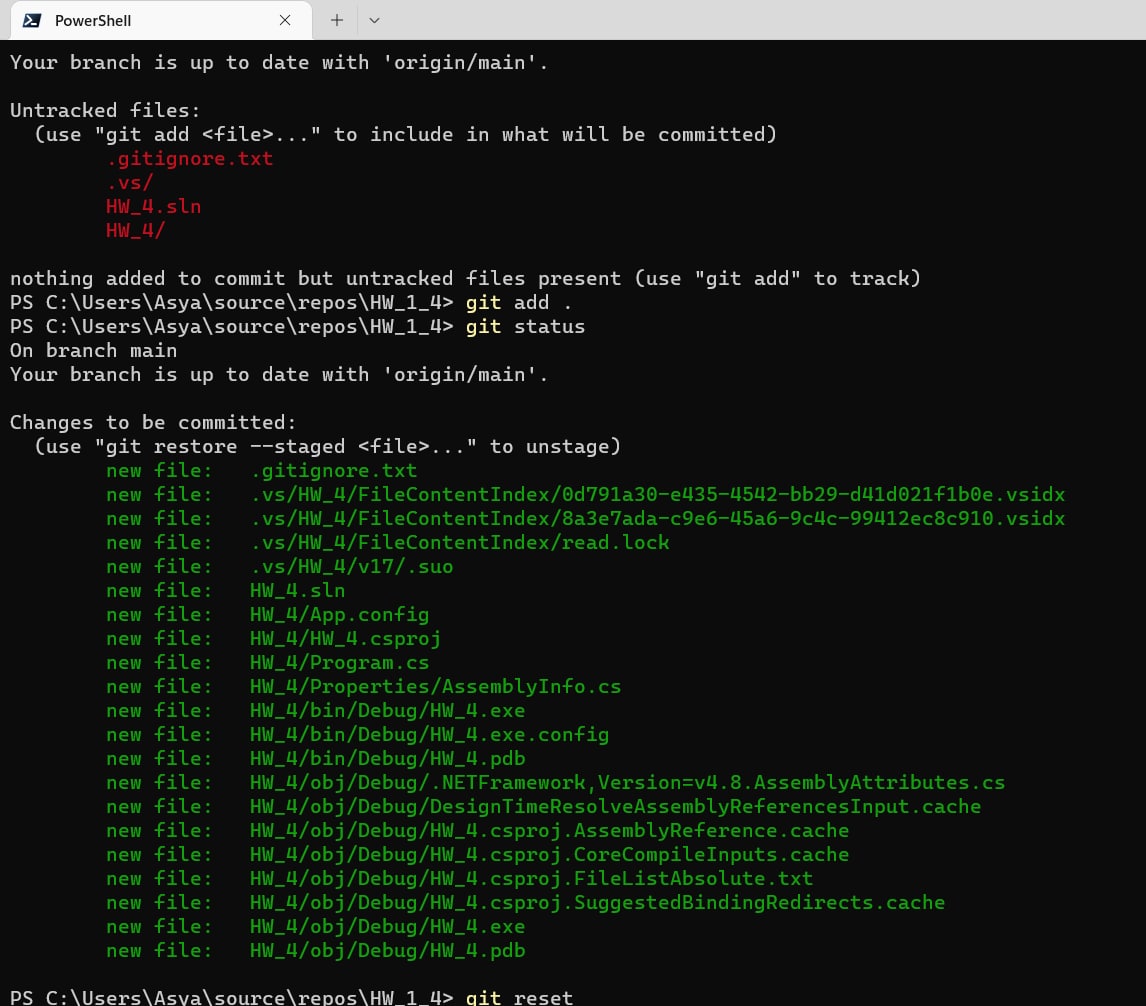 PowerShell
Your branch is up to date with 'origin/main'.
Untracked files:
(use "git add <file>..." to include in what will be committed)
.gitignore.txt
.vs/
HW_4.sln
HW_4/
nothing added to commit but untracked files present (use "git add" to track)
PS C:\Users\Asya\source\repos\HW_1_4> git add .
PS C:\Users\Asya\source\repos\HW_1_4> git status
On branch main
Your branch is up to date with 'origin/main'.
Changes to be committed:
(use "git restore --staged <file>..." to unstage)
new file: .gitignore.txt
new file: .vs/HW_4/FileContentIndex/0d791a30-e435-4542-bb29-d41d021f1b0e.vsidx
new file: .vs/HW_4/FileContentIndex/8a3e7ada-c9e6-45a6-9c4c-99412ec8c910.vsidx
new file: .vs/HW_4/FileContentIndex/read.lock
new file: .vs/HW_4/v17/.suo
new file: HW_4.sln
new file: HW_4/App.config
new file: HW_4/HW_4.csproj
new file: HW_4/Program.cs
new file: HW_4/Properties/AssemblyInfo.cs
new file: HW_4/bin/Debug/HW_4.exe
new file: HW_4/bin/Debug/HW_4.exe.config
new file: HW_4/bin/Debug/HW_4.pdb
new file: HW_4/obj/Debug/.NETFramework,Version=v4.8.AssemblyAttributes.cs
new file: HW_4/obj/Debug/DesignTimeResolveAssemblyReferencesInput.cache
new file: HW_4/obj/Debug/HW_4.csproj.AssemblyReference.cache
new file: HW_4/obj/Debug/HW_4.csproj.CoreCompileInputs.cache
new file: HW_4/obj/Debug/HW_4.csproj.FileListAbsolute.txt
new file: HW_4/obj/Debug/HW_4.csproj.SuggestedBindingRedirects.cache
new file: HW_4/obj/Debug/HW_4.exe
new file: HW_4/obj/Debug/HW_4.pdb
PS C:\Users\Asya\source\repos\HW_1_4> git reset